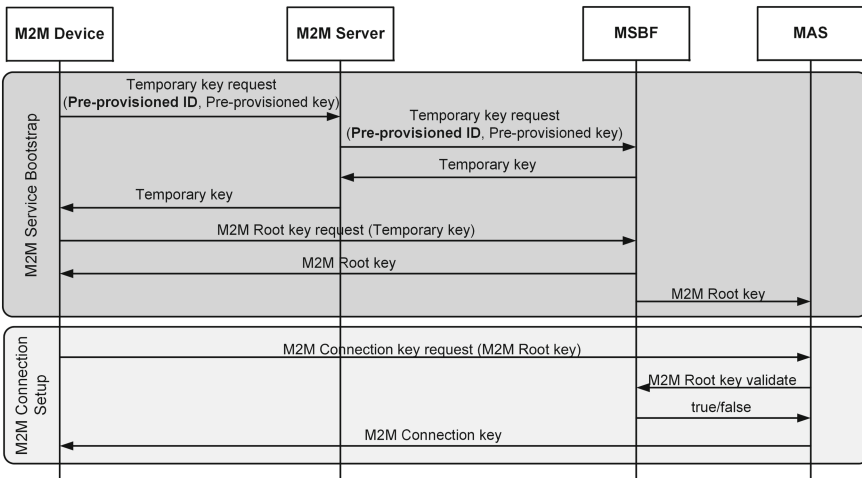 M2M Device
M2M Server
MSBF
MAS
M2M Service Bootstrap
Temporary key request
(Pre-provisioned ID, Pre-provisioned key)
Temporary key request
(Pre-provisioned ID, Pre-provisioned key)
Temporary key
Temporary key
M2M Root key request (Temporary key)
M2M Root key
M2M Root key
M2M Connection
Setup
M2M Connection key request (M2M Root key)
M2M Root key validate
true/false
M2M Connection key